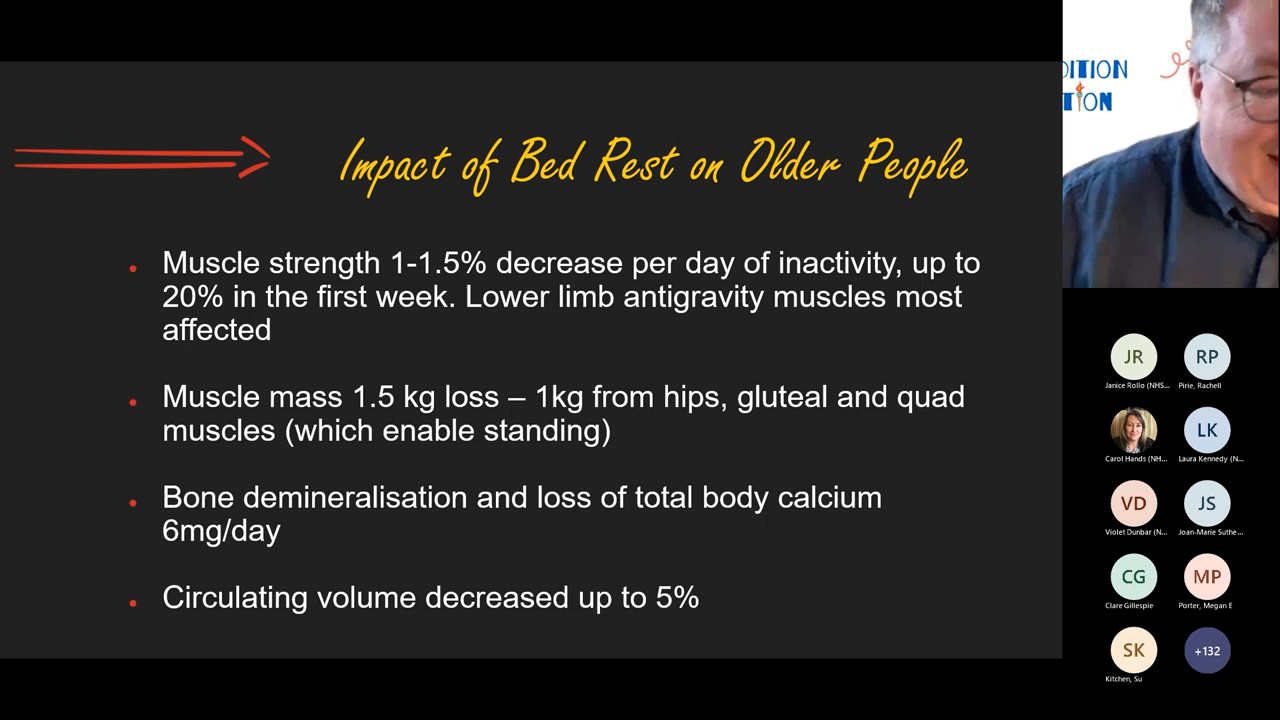 Impact of Bed Rest on Older People
• Muscle strength 1-1.5% decrease per day of inactivity, up to
20% in the first week. Lower limb antigravity muscles most
affected
• Muscle mass 1.5 kg loss – 1kg from hips, gluteal and quad
muscles (which enable standing)
• Bone demineralisation and loss of total body calcium
6mg/day
• Circulating volume decreased up to 5%
DITION
TION
JR
RP
Janice Rollo (NHS...
Pirie, Rachell
LK
Carol Hands (NH...
Laura Kennedy (N...
VD
JS
Violet Dunbar (N...
Joan-Marie Suthe...
CG
MP
Clare Gillespie
Porter, Megan E
SK
+132
Kitchen, Su